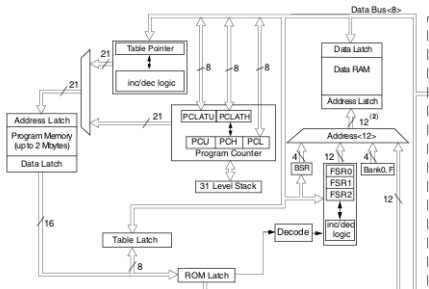 Data Bus<8>
Table Pointer
21
inc/dec logic
21
8
8
8
Data Latch
Data RAM
Address Latch
12(2)
Address<12>
21
PCLATU PCLATH
PCU PCH PCL
Program Counter
31 Level Stack
Address Latch
Program Memory
(up to 2 Mbytes)
Data Latch
4
12
4
BSR
FSR0
FSR1
FSR2
inc/dec
logic
Bank0, F
12
16
Table Latch
8
Decode
ROM Latch